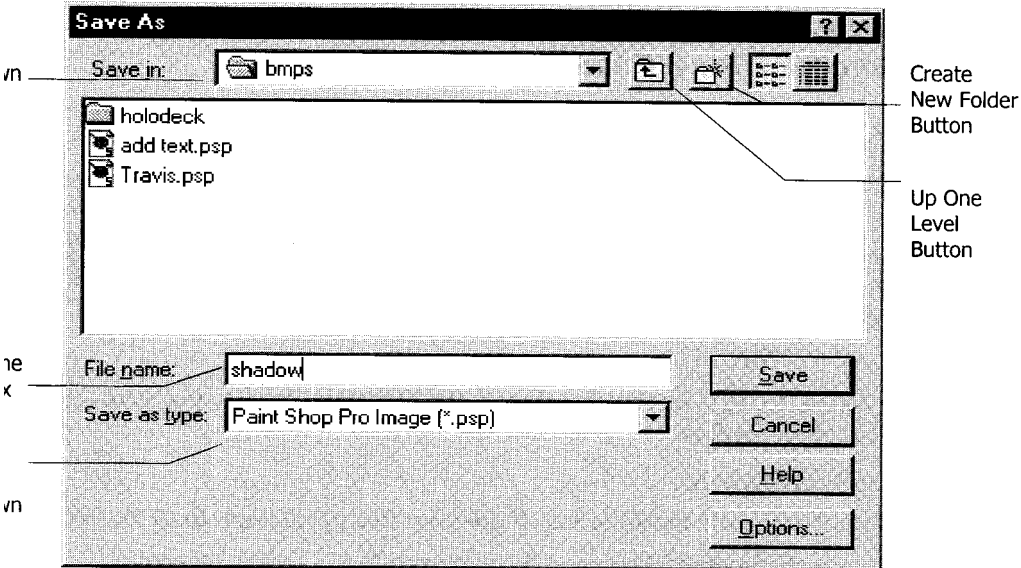 Save As
Save in:
bmps
Create
New Folder
Button
holodeck
add text.psp
Travis.psp
Up One
Level
Button
File name:
shadow
Save
Save as type:
Paint Shop Pro Image (*.psp)
Cancel
Help
Options...